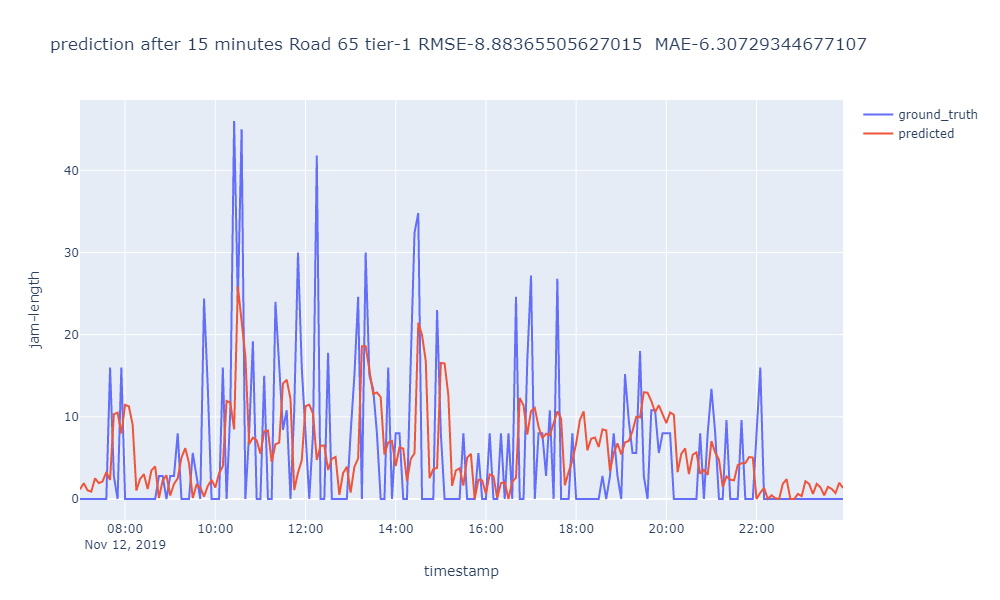 prediction after 15 minutes Road 65 tier-1 RMSE-8.88365505627015  MAE-6.30729344677107
ground_truth
predicted
jam-length
40
30
20
10
0
08:00 10:00 12:00 14:00 16:00 18:00 20:00 22:00
Nov 12, 2019
timestamp